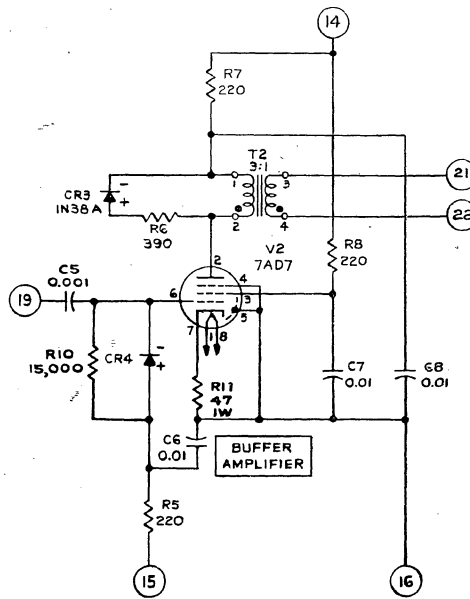 14
R7
220
T2
3:1
1
3
21
CR3
1N38A
-
+
R6
390
2
4
22
V2
7AD7
R8
220
2
C5
0.001
4
3
19
6
5
7
1
8
R10
15,000
CR4
-
+
R11
47
1W
C7
0.01
C8
0.01
C6
0.01
BUFFER
AMPLIFIER
R5
220
15
16